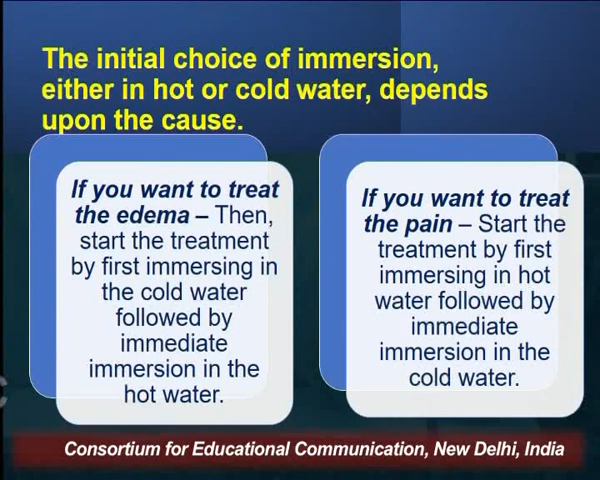 The initial choice of immersion,
either in hot or cold water, depends
upon the cause.
If you want to treat
the edema – Then,
start the treatment
by first immersing in
the cold water
followed by
immediate
immersion in the
hot water.
If you want to treat
the pain – Start the
treatment by first
immersing in hot
water followed by
immediate
immersion in the
cold water.
Consortium for Educational Communication, New Delhi, India